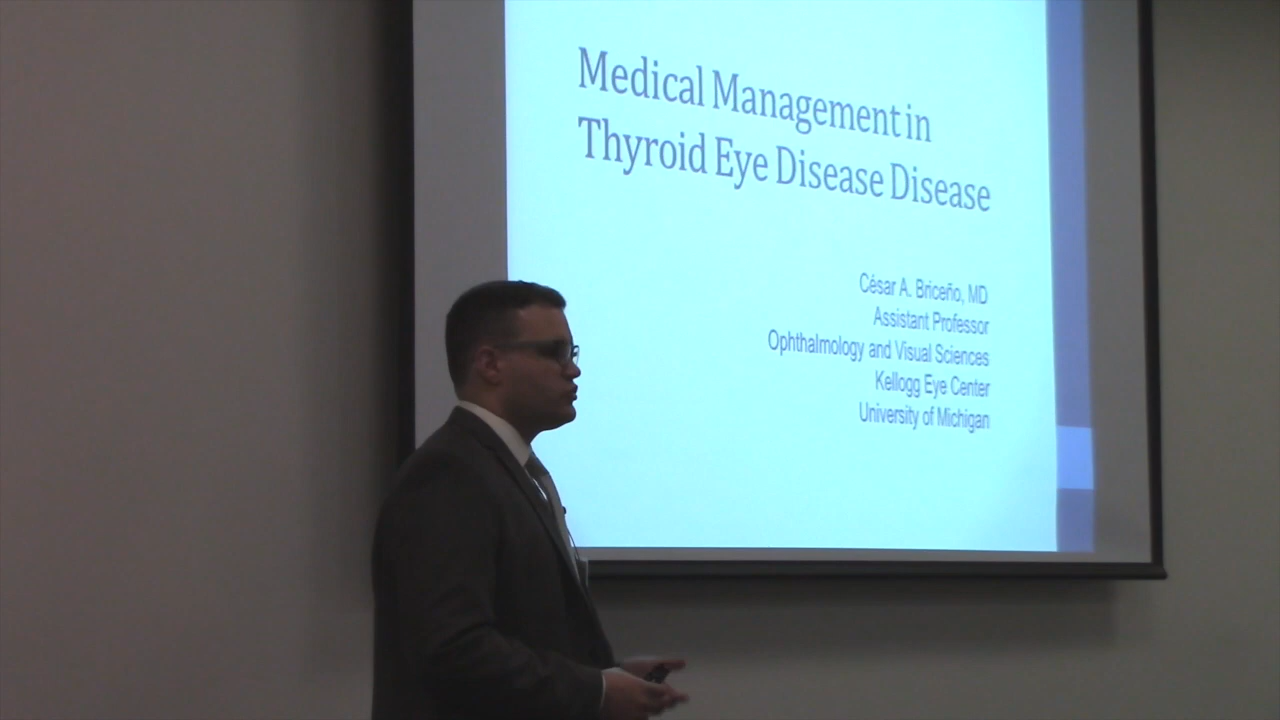 Medical Management in
Thyroid Eye Disease Disease
César A. Briceño, MD
Assistant Professor
Ophthalmology and Visual Sciences
Kellogg Eye Center
University of Michigan